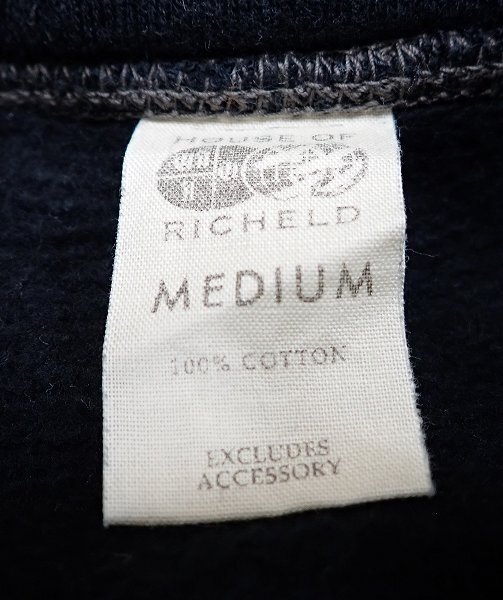 HOUSE OF
RICHELD
MEDIUM
100% COTTON
EXCLUDES
ACCESSORY